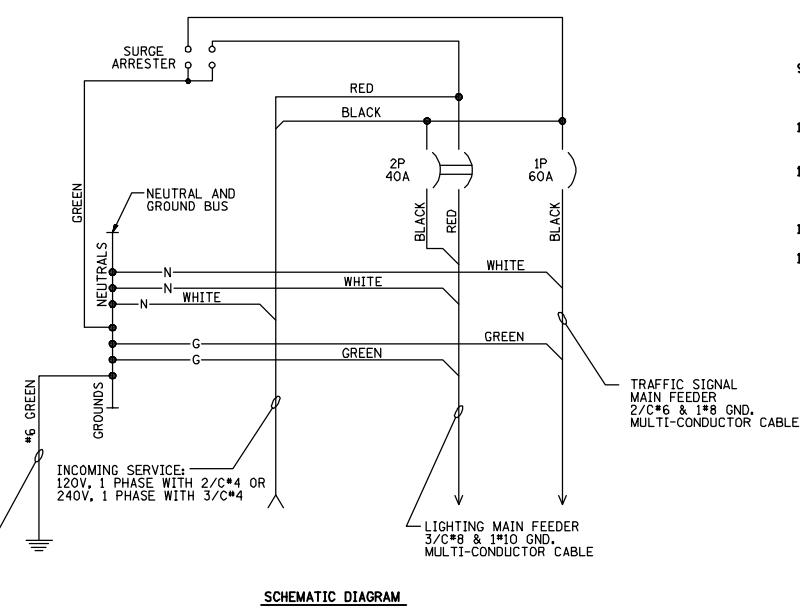 SURGE
ARRESTER
RED
BLACK
2P
40A
1P
60A
GREEN
NEUTRAL AND
GROUND BUS
BLACK
RED
BLACK
NEUTRALS
N
WHITE
N
WHITE
N
WHITE
G
GREEN
G
GREEN
#6 GREEN
GROUNDS
TRAFFIC SIGNAL
MAIN FEEDER
2/C#6 & 1#8 GND.
MULTI-CONDUCTOR CABLE
INCOMING SERVICE:
120V, 1 PHASE WITH 2/C#4 OR
240V, 1 PHASE WITH 3/C#4
LIGHTING MAIN FEEDER
3/C#8 & 1#10 GND.
MULTI-CONDUCTOR CABLE
SCHEMATIC DIAGRAM